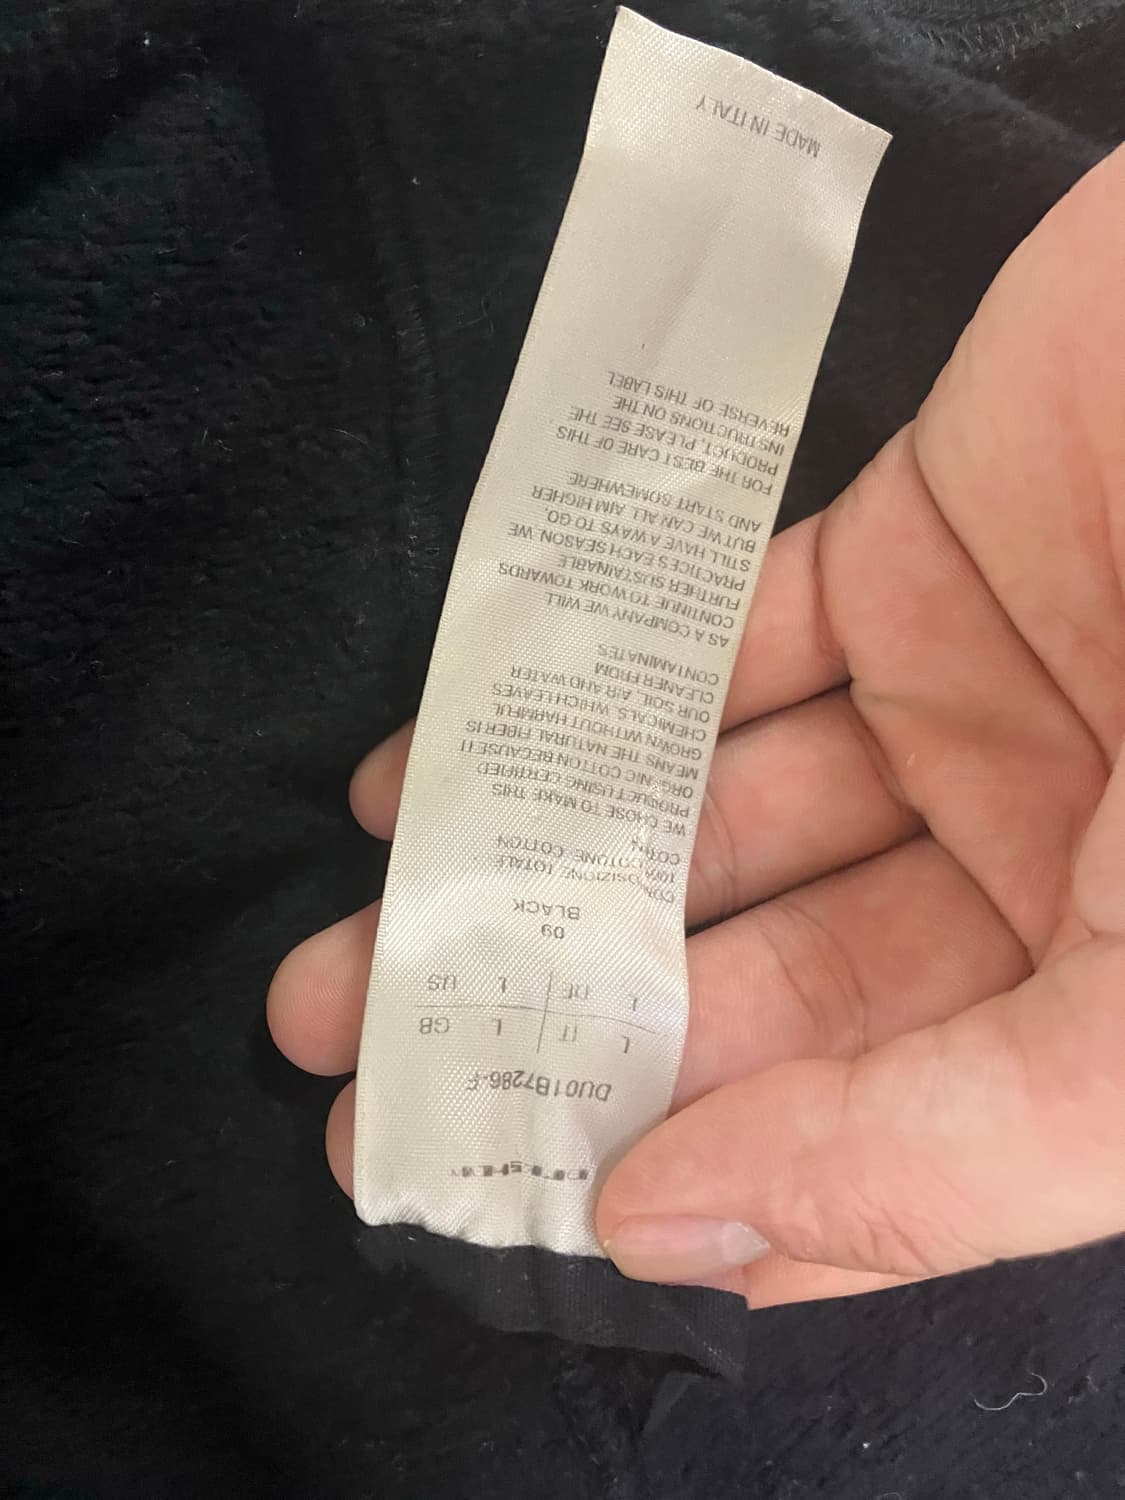 DU01B7286-F
L IT L GB
L DE L US
09
BLACK
COMPOSIZIONE TOTALE
100% COTONE COTTON
WE CHOSE TO MAKE THIS
PRODUCT USING CERTIFIED
ORGANIC COTTON BECAUSE IT
MEANS THE NATURAL FIBER IS
GROWN WITHOUT HARMFUL
CHEMICALS, WHICH LEAVES
OUR SOIL, AIR AND WATER
CLEANER FROM
CONTAMINATES
AS A COMPANY WE WILL
CONTINUE TO WORK TOWARDS
FURTHER SUSTAINABLE
PRACTICES EACH SEASON WE
STILL HAVE A WAYS TO GO,
BUT WE CAN ALL AIM HIGHER
AND START SOMEWHERE
FOR THE BEST CARE OF THIS
PRODUCT, PLEASE SEE THE
INSTRUCTIONS ON THE
REVERSE OF THIS LABEL
MADE IN ITALY